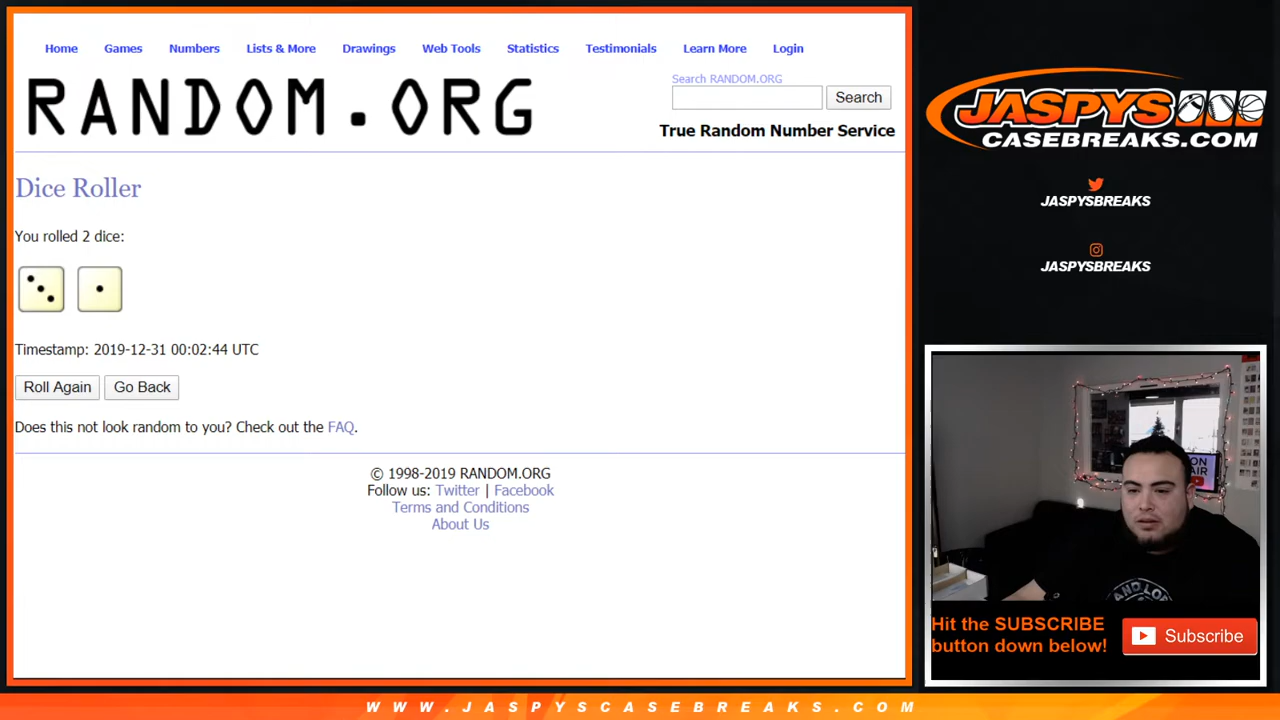 Home Games Numbers Lists & More Drawings Web Tools Statistics Testimonials Learn More Login
RANDOM.ORG
Search RANDOM.ORG
Search
True Random Number Service
Dice Roller
You rolled 2 dice:
Timestamp: 2019-12-31 00:02:44 UTC
Roll Again Go Back
Does this not look random to you? Check out the FAQ.
© 1998-2019 RANDOM.ORG
Follow us: Twitter | Facebook
Terms and Conditions
About Us
JASPYS
CASEBREAKS.COM
JASPYSBREAKS
JASPYSBREAKS
ON
AIR
Hit the SUBSCRIBE
button down below!
Subscribe
WWW.JASPYSCASEBREAKS.COM